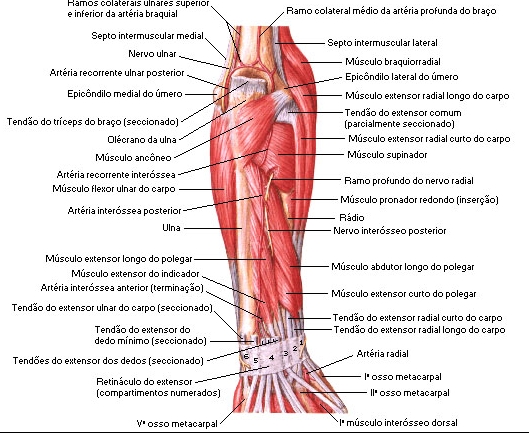 Ramos colaterais ulnares superior
e inferior da artéria braquial
Septo intermuscular medial
Nervo ulnar
Artéria recorrente ulnar posterior
Epicôndilo medial do úmero
Tendão do tríceps do braço (seccionado)
Olécrano da ulna
Músculo ancôneo
Artéria recorrente interóssea
Músculo flexor ulnar do carpo
Artéria interóssea posterior
Ulna
Músculo extensor longo do polegar
Músculo extensor do indicador
Artéria interóssea anterior (terminação)
Tendão do extensor ulnar do carpo (seccionado)
Tendão do extensor do
dedo mínimo (seccionado)
Tendões do extensor dos dedos (seccionado)
Retináculo do extensor
(compartimentos numerados)
Vº osso metacarpal
Ramo colateral médio da artéria profunda do braço
Septo intermuscular lateral
Músculo braquiorradial
Epicôndilo lateral do úmero
Músculo extensor radial longo do carpo
Tendão do extensor comum
(parcialmente seccionado)
Músculo extensor radial curto do carpo
Músculo supinador
Ramo profundo do nervo radial
Músculo pronador redondo (inserção)
Rádio
Nervo interósseo posterior
Músculo abdutor longo do polegar
Músculo extensor curto do polegar
Tendão do extensor radial curto do carpo
Tendão do extensor radial longo do carpo
Artéria radial
Iº osso metacarpal
IIº osso metacarpal
Iº músculo interósseo dorsal
6 5 4 3 2 1